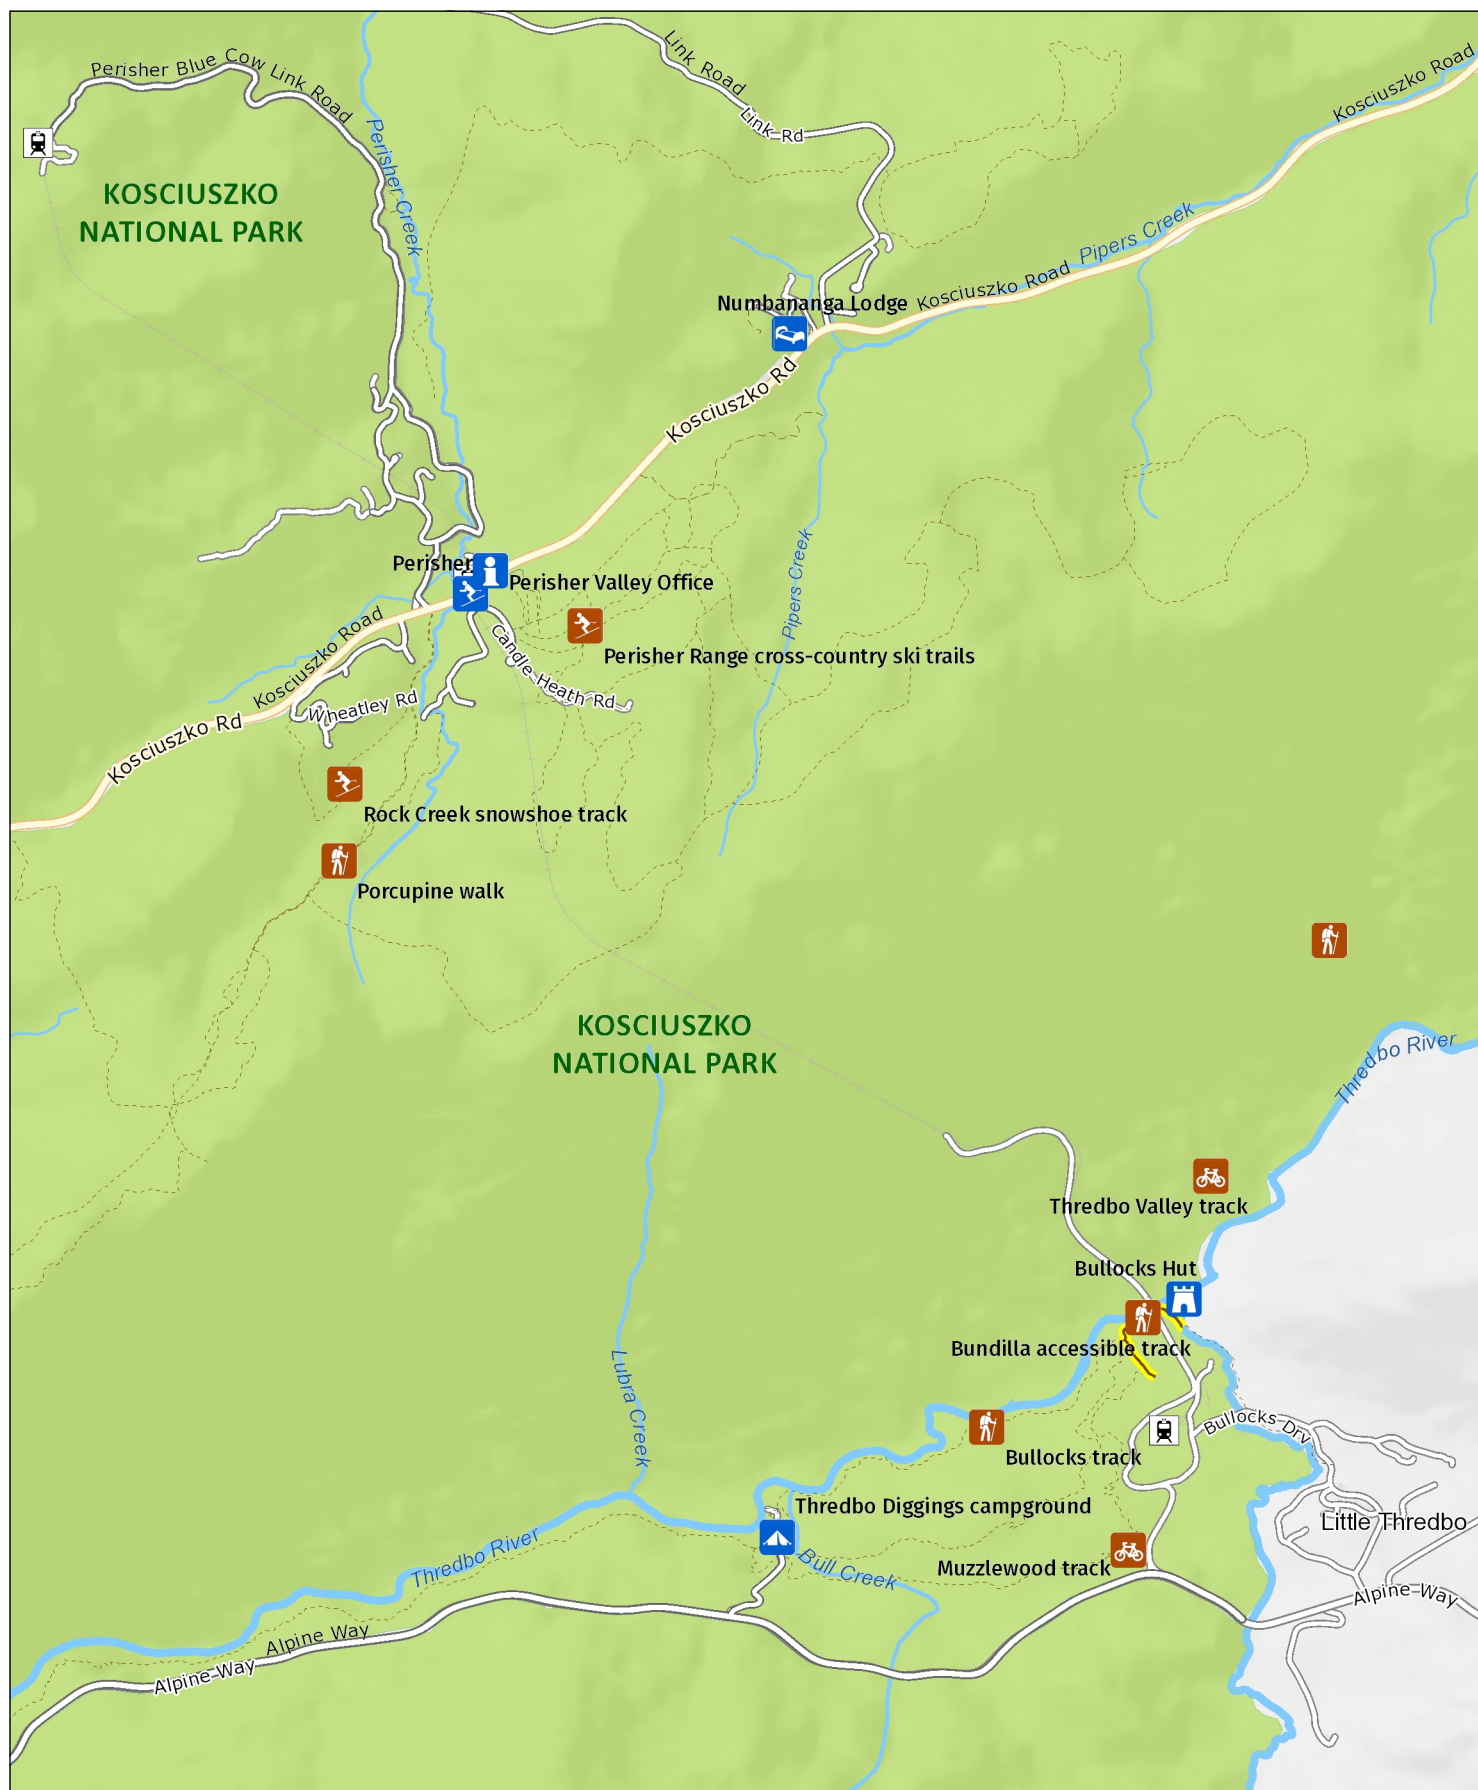 Link Road
Perisher Blue Cow Link Road
Kosciuszko Road
Link Rd
Perisher Creek
KOSCIUSZKO
NATIONAL PARK
Pipers Creek
Kosciuszko Road
Numbananga Lodge
Kosciuszko Rd
Pipers Creek
Perisher
Perisher Valley Office
Kosciuszko Road
Candle Heath Rd
Perisher Range cross-country ski trails
Wheatley Rd
Kosciuszko Rd
Rock Creek snowshoe track
Porcupine walk
KOSCIUSZKO
NATIONAL PARK
Thredbo River
Thredbo Valley track
Bullocks Hut
Bundilla accessible track
Lubra Creek
Bullocks Drv
Bullocks track
Thredbo Diggings campground
Little Thredbo
Thredbo River
Bull Creek
Muzzlewood track
Alpine Way
Alpine Way
Alpine Way